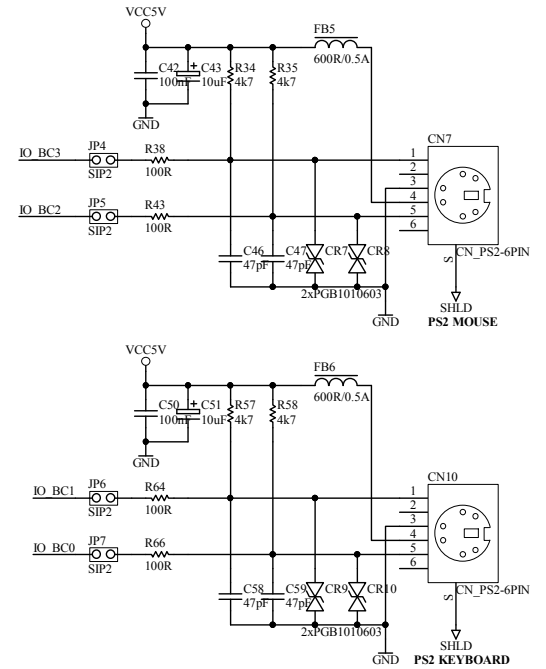 VCC5V
FB5
600R/0.5A
C42
100nF
C43
10uF
R34
4k7
R35
4k7
GND
CN7
IO_BC3
JP4
SIP2
R38
100R
1
2
3
4
5
6
IO_BC2
JP5
SIP2
R43
100R
C46
47pF
C47
47pF
CR7
CR8
2xPGB1010603
S
CN_PS2-6PIN
SHLD
GND
PS2 MOUSE
VCC5V
FB6
600R/0.5A
C50
100nF
C51
10uF
R57
4k7
R58
4k7
GND
CN10
IO_BC1
JP6
SIP2
R64
100R
1
2
3
4
5
6
IO_BC0
JP7
SIP2
R66
100R
C58
47pF
C59
47pF
CR9
CR10
2xPGB1010603
S
CN_PS2-6PIN
SHLD
GND
PS2 KEYBOARD